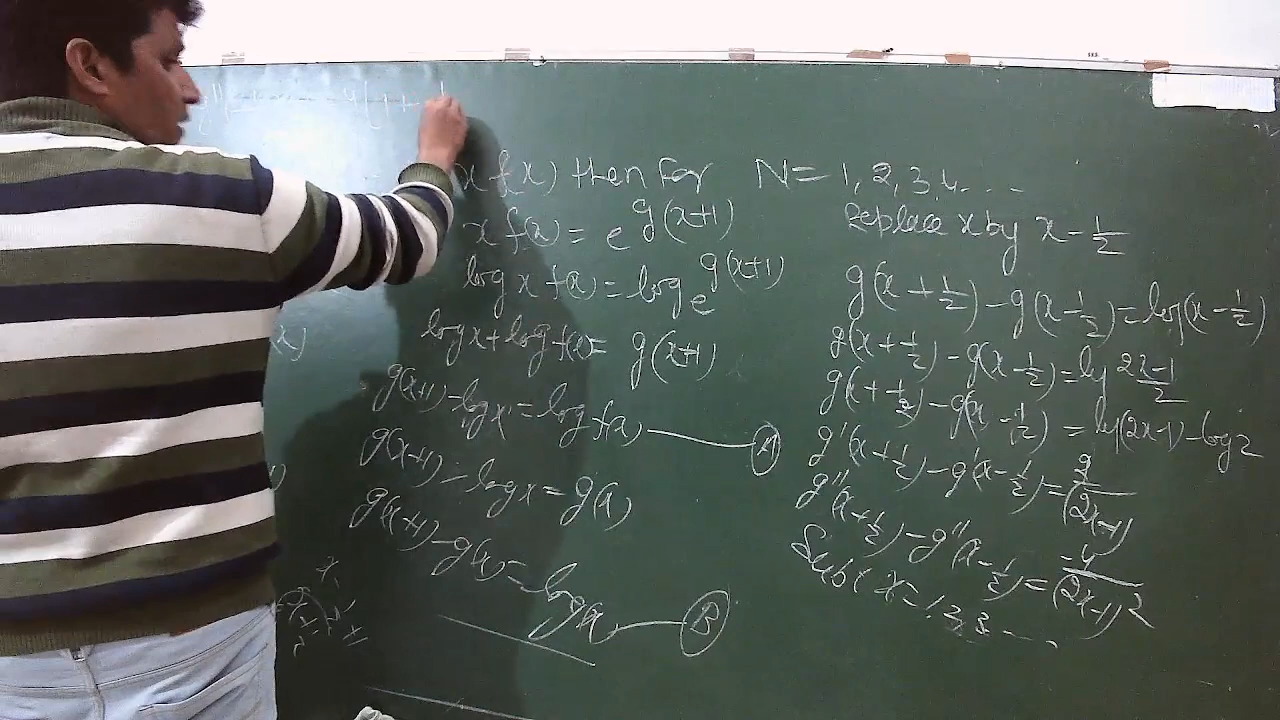 x f(x) then for N = 1, 2, 3, 4 ....
x f(x) = e^g(x+1)
log x f(x) = log e^g(x+1)
log x + log f(x) = g(x+1)
g(x+1) - log x = log f(x) — A
g(x+1) - log x = g(x)
g(x+1) - g(x) = log x — B
Replace x by x - 1/2
g(x + 1/2) - g(x - 1/2) = log(x - 1/2)
g(x + 1/2) - g(x - 1/2) = log 2x-1/2
g(x + 1/2) - g(x - 1/2) = log(2x-1) - log 2
g'(x + 1/2) - g'(x - 1/2) = 2/(2x-1)
g''(x + 1/2) - g''(x - 1/2) = -4/(2x-1)²
Subt x = 1, 2, 3 ....